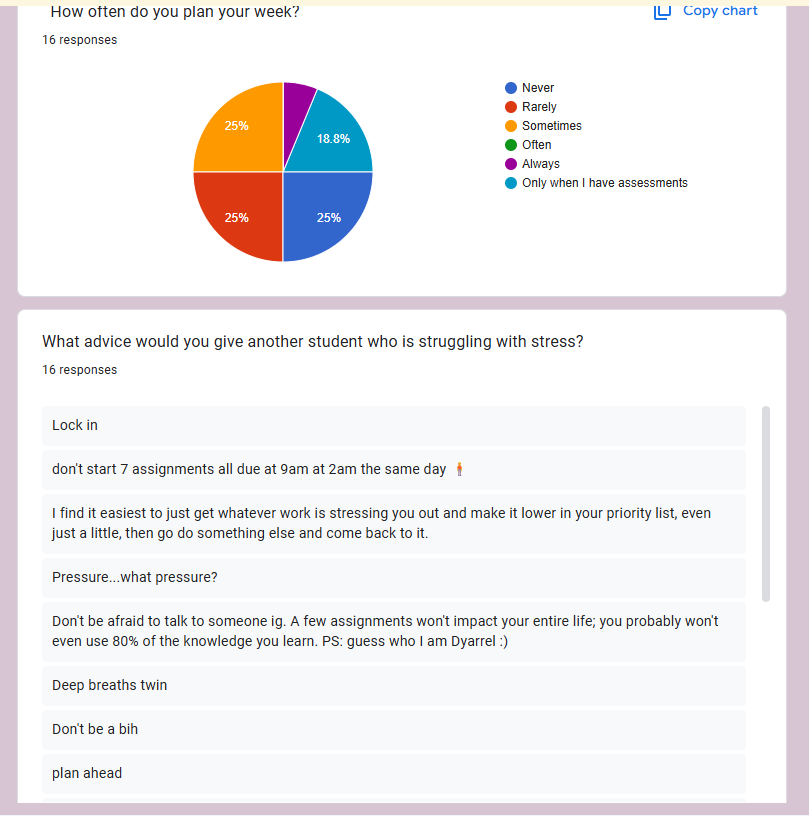 How often do you plan your week?
Copy chart
16 responses
25%
18.8%
25%
25%
Never
Rarely
Sometimes
Often
Always
Only when I have assessments
What advice would you give another student who is struggling with stress?
16 responses
Lock in
don't start 7 assignments all due at 9am at 2am the same day 🧍
I find it easiest to just get whatever work is stressing you out and make it lower in your priority list, even
just a little, then go do something else and come back to it.
Pressure...what pressure?
Don't be afraid to talk to someone ig. A few assignments won't impact your entire life; you probably won't
even use 80% of the knowledge you learn. PS: guess who I am Dyarrel :)
Deep breaths twin
Don't be a bih
plan ahead